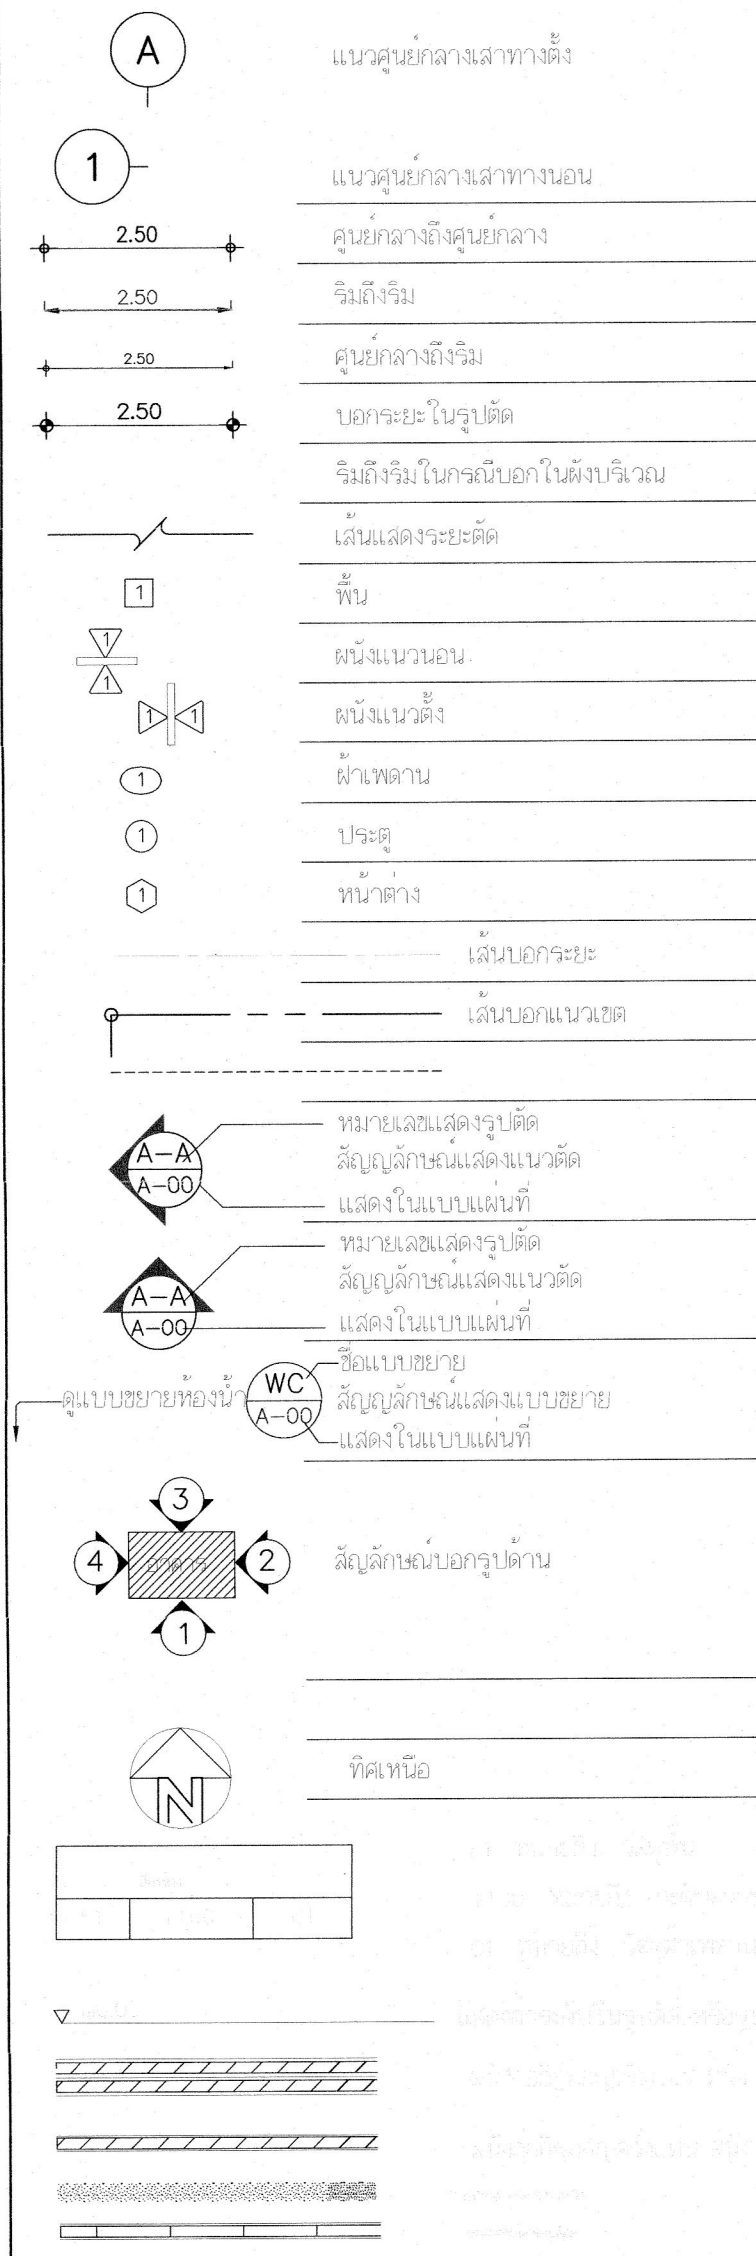 A
แนวศูนย์กลางเสาทางตั้ง
1
แนวศูนย์กลางเสาทางนอน
2.50 ศูนย์กลางถึงศูนย์กลาง
2.50 ริมถึงริม
2.50 ศูนย์กลางถึงริม
2.50 บอกระยะในรูปตัด
ริมถึงริมในกรณีบอกในผังบริเวณ
เส้นแสดงระยะตัด
1 พื้น
1
ผนังแนวนอน
1
1 1 ผนังแนวตั้ง
1 ฝ้าเพดาน
1 ประตู
1 หน้าต่าง
เส้นบอกระยะ
เส้นบอกแนวเขต
หมายเลขแสดงรูปตัด
A-A สัญญลักษณ์แสดงแนวตัด
A-00 แสดงในแบบแผ่นที่
หมายเลขแสดงรูปตัด
A-A สัญญลักษณ์แสดงแนวตัด
A-00 แสดงในแบบแผ่นที่
ชื่อแบบขยาย
ดูแบบขยายห้องน้ำ WC สัญญลักษณ์แสดงแบบขยาย
A-00 แสดงในแบบแผ่นที่
3
4 อาคาร 2 สัญลักษณ์บอกรูปด้าน
1
N ทิศเหนือ